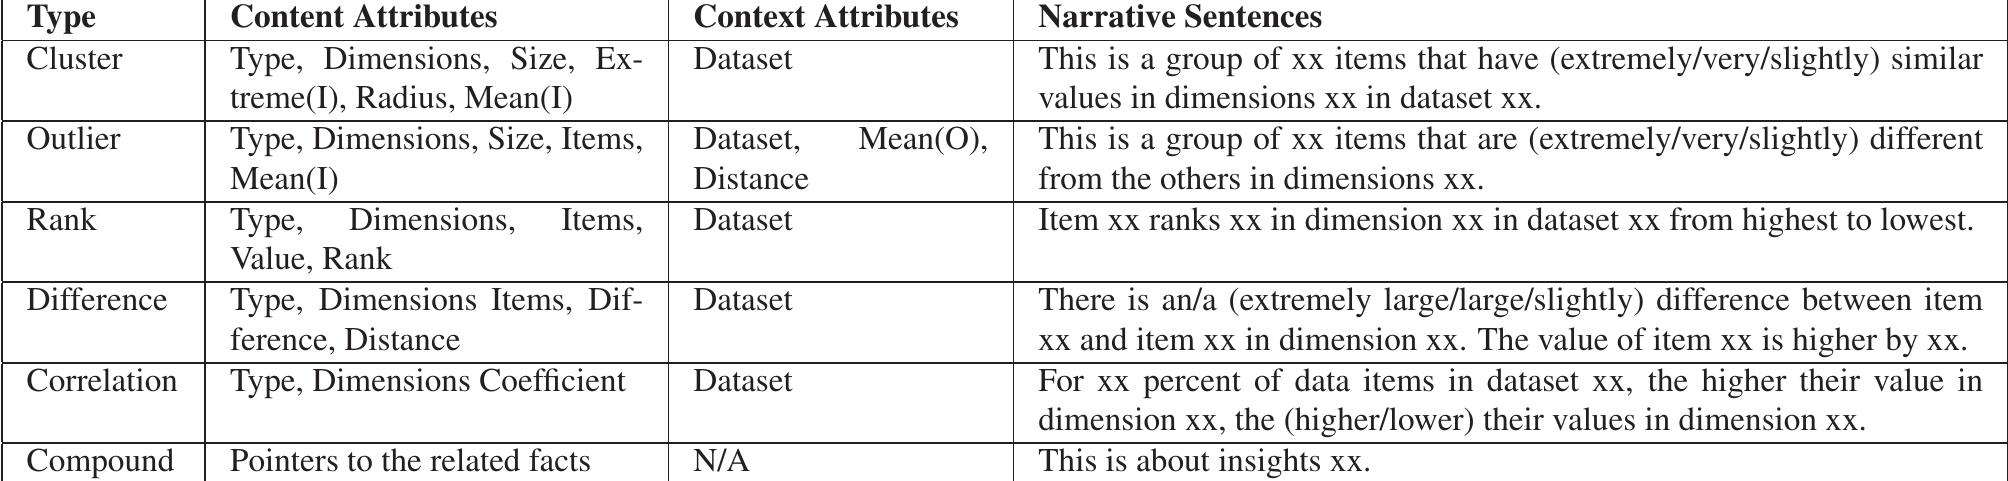 Type Content Attributes Context Attributes Narrative Sentences
Cluster Type, Dimensions, Size, Ex- Dataset This is a group of xx items that have (extremely/very/slightly) similar
treme(I), Radius, Mean(I) values in dimensions xx in dataset xx.
Outlier Type, Dimensions, Size, Items, Dataset, Mean(O), This is a group of xx items that are (extremely/very/slightly) different
Mean(I) Distance from the others in dimensions xx.
Rank Type, Dimensions, Items, Dataset Item xx ranks xx in dimension xx in dataset xx from highest to lowest.
Value, Rank
Difference Type, Dimensions Items, Dif- Dataset There is an/a (extremely large/large/slightly) difference between item
ference, Distance xx and item xx in dimension xx. The value of item xx is higher by xx.
Correlation Type, Dimensions Coefficient Dataset For xx percent of data items in dataset xx, the higher their value in
dimension xx, the (higher/lower) their values in dimension xx.
Compound Pointers to the related facts N/A This is about insights xx.